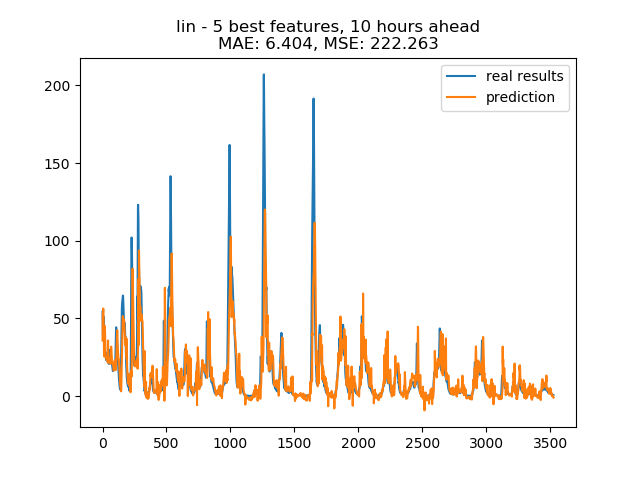 lin - 5 best features, 10 hours ahead
MAE: 6.404, MSE: 222.263
real results
prediction
200
150
100
50
0
0 500 1000 1500 2000 2500 3000 3500